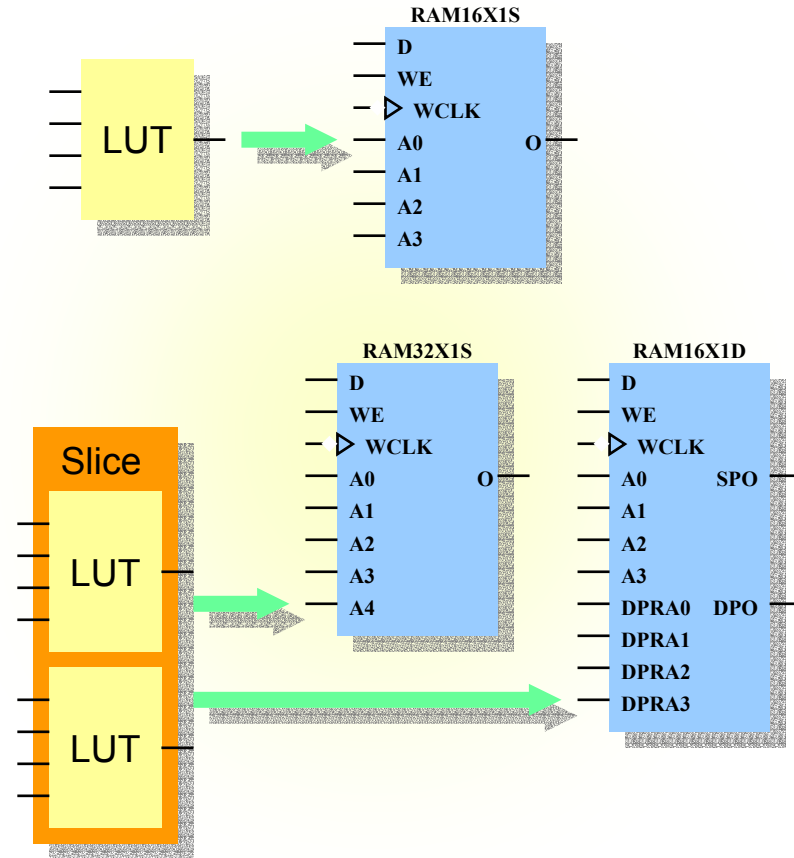 RAM16X1S
D
WE
WCLK
LUT
A0 O
A1
A2
A3
RAM32X1S
D
WE
WCLK
A0 O
A1
A2
A3
A4
RAM16X1D
D
WE
WCLK
A0 SPO
A1
A2
A3
DPRA0 DPO
DPRA1
DPRA2
DPRA3
Slice
LUT
LUT